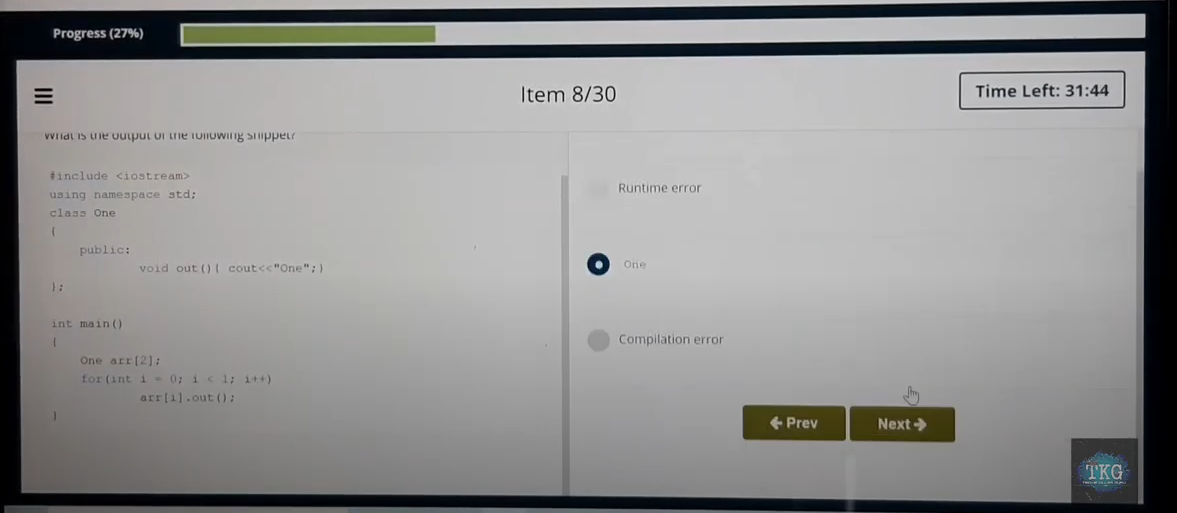 Progress (27%)
Item 8/30
Time Left: 31:44
What is the output of the following snippet?
#include <iostream>
using namespace std;
class One
{
public:
void out(){ cout<<"One";}
};
int main()
{
One arr[2];
for(int i = 0; i < 1; i++)
arr[i].out();
}
Runtime error
One
Compilation error
Prev
Next
TKG